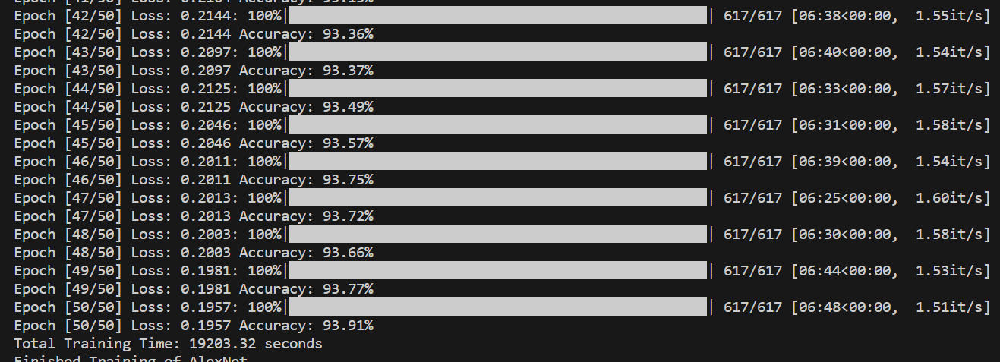 Epoch [42/50] Loss: 0.2144: 100%| | 617/617 [06:38<00:00, 1.55it/s]
Epoch [42/50] Loss: 0.2144 Accuracy: 93.36%
Epoch [43/50] Loss: 0.2097: 100%| | 617/617 [06:40<00:00, 1.54it/s]
Epoch [43/50] Loss: 0.2097 Accuracy: 93.37%
Epoch [44/50] Loss: 0.2125: 100%| | 617/617 [06:33<00:00, 1.57it/s]
Epoch [44/50] Loss: 0.2125 Accuracy: 93.49%
Epoch [45/50] Loss: 0.2046: 100%| | 617/617 [06:31<00:00, 1.58it/s]
Epoch [45/50] Loss: 0.2046 Accuracy: 93.57%
Epoch [46/50] Loss: 0.2011: 100%| | 617/617 [06:39<00:00, 1.54it/s]
Epoch [46/50] Loss: 0.2011 Accuracy: 93.75%
Epoch [47/50] Loss: 0.2013: 100%| | 617/617 [06:25<00:00, 1.60it/s]
Epoch [47/50] Loss: 0.2013 Accuracy: 93.72%
Epoch [48/50] Loss: 0.2003: 100%| | 617/617 [06:30<00:00, 1.58it/s]
Epoch [48/50] Loss: 0.2003 Accuracy: 93.66%
Epoch [49/50] Loss: 0.1981: 100%| | 617/617 [06:44<00:00, 1.53it/s]
Epoch [49/50] Loss: 0.1981 Accuracy: 93.77%
Epoch [50/50] Loss: 0.1957: 100%| | 617/617 [06:48<00:00, 1.51it/s]
Epoch [50/50] Loss: 0.1957 Accuracy: 93.91%
Total Training Time: 19203.32 seconds
Finished Training of AlexNet